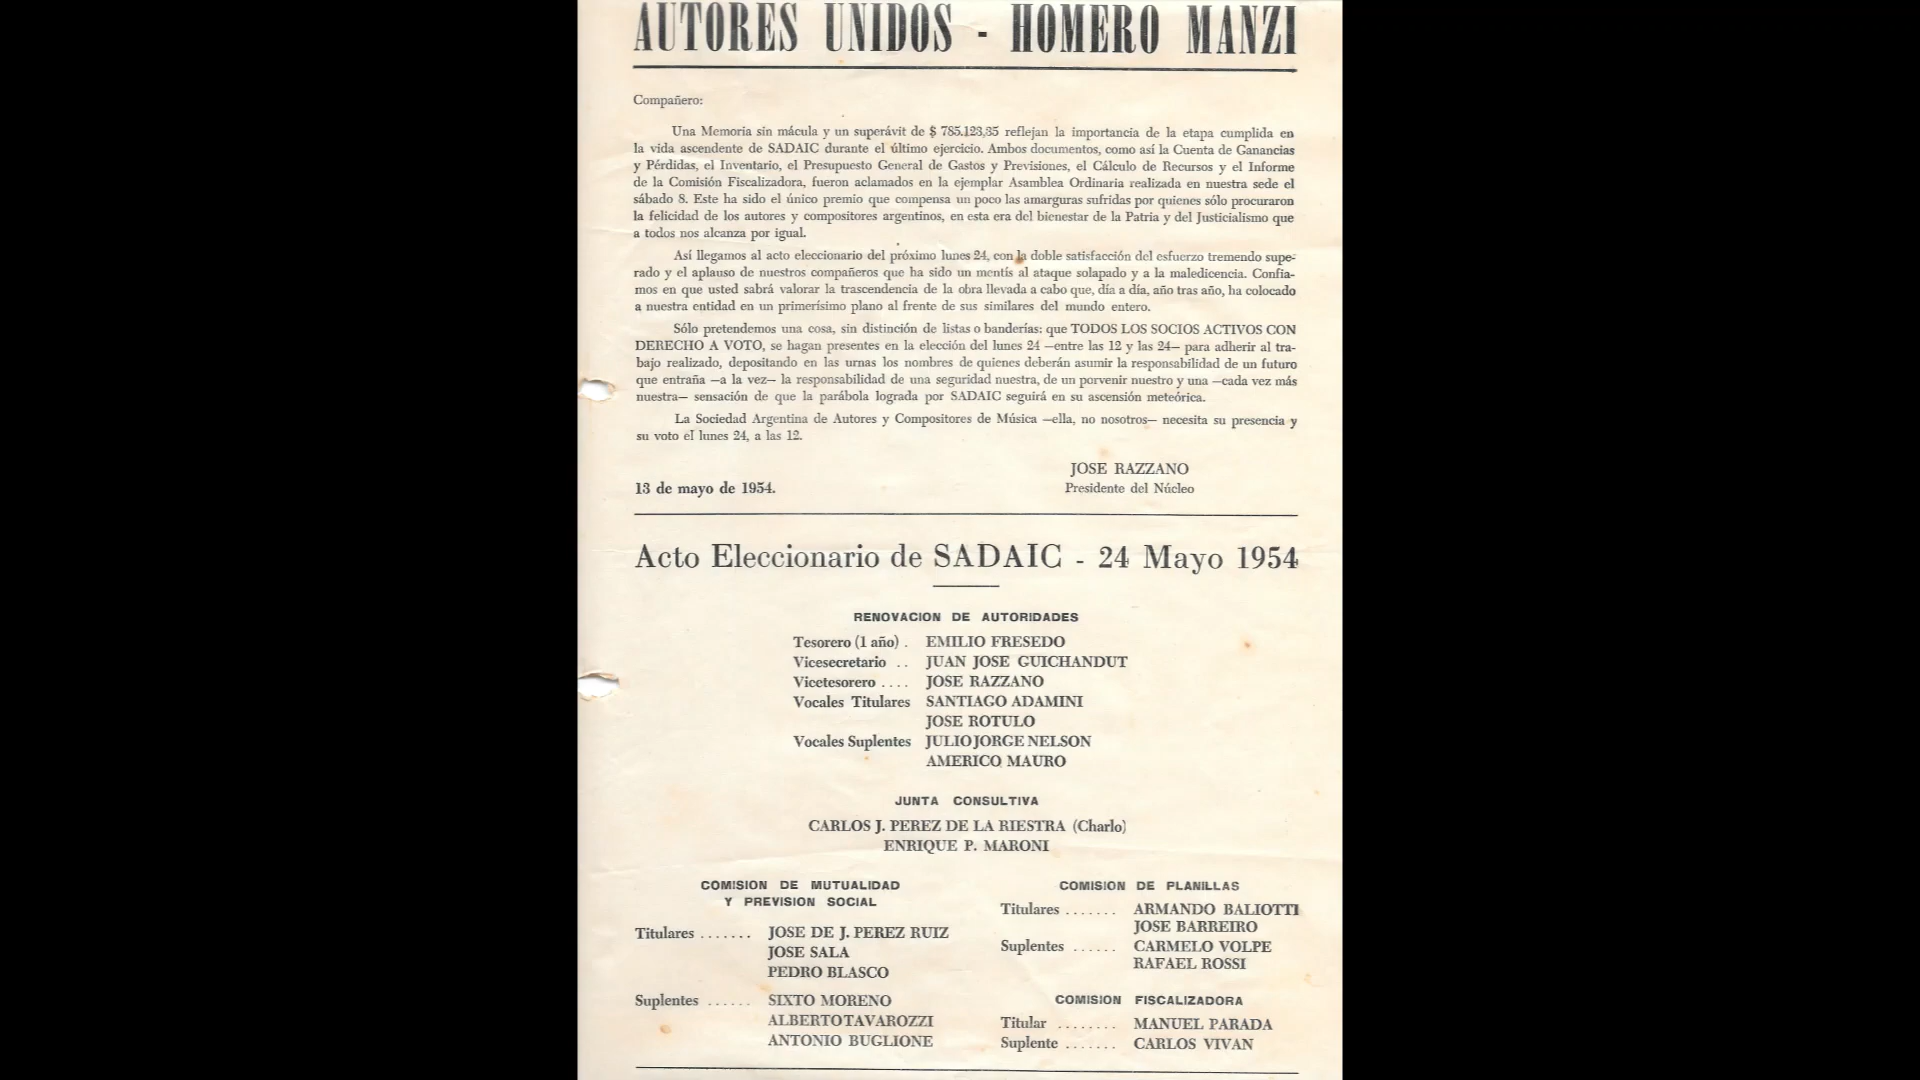 AUTORES UNIDOS - HOMERO MANZI
Compañero:
Una Memoria sin mácula y un superávit de $ 785.123,35 reflejan la importancia de la etapa cumplida en
la vida ascendente de SADAIC durante el último ejercicio. Ambos documentos, como así la Cuenta de Ganancias
y Pérdidas, el Inventario, el Presupuesto General de Gastos y Previsiones, el Cálculo de Recursos y el Informe
de la Comisión Fiscalizadora, fueron aclamados en la ejemplar Asamblea Ordinaria realizada en nuestra sede el
sábado 8. Este ha sido el único premio que compensa un poco las amarguras sufridas por quienes sólo procuraron
la felicidad de los autores y compositores argentinos, en esta era del bienestar de la Patria y del Justicialismo que
a todos nos alcanza por igual.
Así llegamos al acto eleccionario del próximo lunes 24, con la doble satisfacción del esfuerzo tremendo supe-
rado y el aplauso de nuestros compañeros que ha sido un mentís al ataque solapado y a la maledicencia. Confia-
mos en que usted sabrá valorar la trascendencia de la obra llevada a cabo que, día a día, año tras año, ha colocado
a nuestra entidad en un primerísimo plano al frente de sus similares del mundo entero.
Sólo pretendemos una cosa, sin distinción de listas o banderías: que TODOS LOS SOCIOS ACTIVOS CON
DERECHO A VOTO, se hagan presentes en la elección del lunes 24 —entre las 12 y las 24— para adherir al tra-
bajo realizado, depositando en las urnas los nombres de quienes deberán asumir la responsabilidad de un futuro
que entraña —a la vez— la responsabilidad de una seguridad nuestra, de un porvenir nuestro y una —cada vez más
nuestra— sensación de que la parábola lograda por SADAIC seguirá en su ascensión meteórica.
La Sociedad Argentina de Autores y Compositores de Música —ella, no nosotros— necesita su presencia y
su voto el lunes 24, a las 12.
JOSE RAZZANO
13 de mayo de 1954. Presidente del Núcleo
Acto Eleccionario de SADAIC - 24 Mayo 1954
RENOVACION DE AUTORIDADES
Tesorero (1 año) . EMILIO FRESEDO
Vicesecretario .. JUAN JOSE GUICHANDUT
Vicetesorero .... JOSE RAZZANO
Vocales Titulares SANTIAGO ADAMINI
JOSE ROTULO
Vocales Suplentes JULIO JORGE NELSON
AMERICO MAURO
JUNTA CONSULTIVA
CARLOS J. PEREZ DE LA RIESTRA (Charlo)
ENRIQUE P. MARONI
COMISION DE MUTUALIDAD
Y PREVISION SOCIAL
Titulares ....... JOSE DE J. PEREZ RUIZ
JOSE SALA
PEDRO BLASCO
Suplentes ...... SIXTO MORENO
ALBERTO TAVAROZZI
ANTONIO BUGLIONE
COMISION DE PLANILLAS
Titulares ....... ARMANDO BALIOTTI
JOSE BARREIRO
Suplentes ...... CARMELO VOLPE
RAFAEL ROSSI
COMISION FISCALIZADORA
Titular ........ MANUEL PARADA
Suplente ....... CARLOS VIVAN